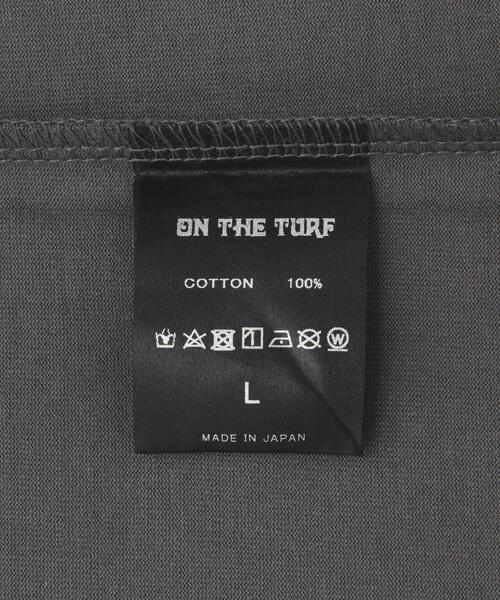 ON THE TURF
COTTON 100%
W
L
MADE IN JAPAN